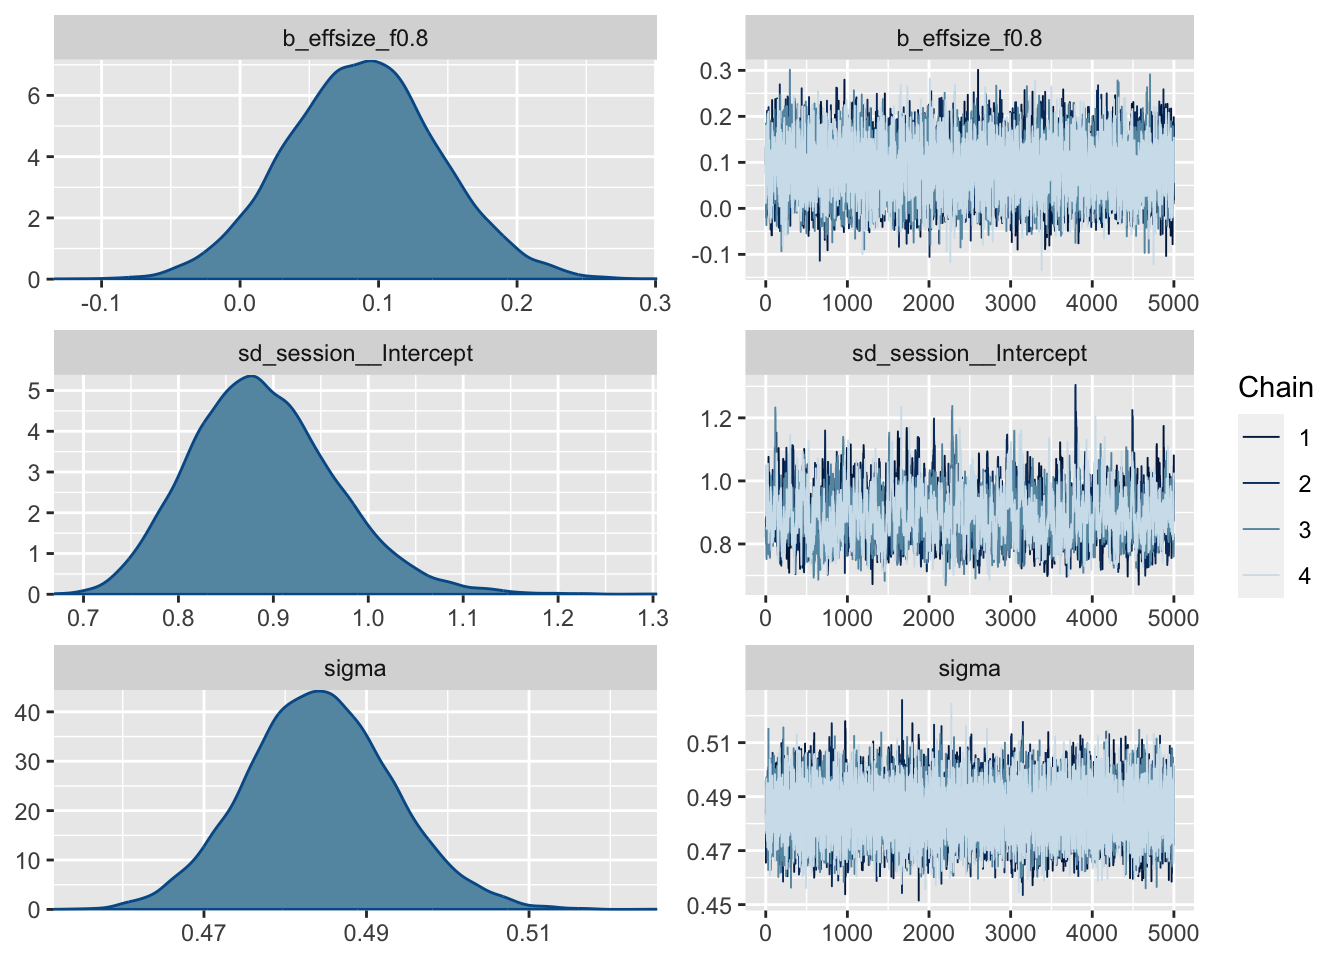 b_effsize_f0.8
6
4
2
0
-0.1 0.0 0.1 0.2 0.3
b_effsize_f0.8
0.3
0.2
0.1
0.0
-0.1
0 1000 2000 3000 4000 5000
sd_session__Intercept
5
4
3
2
1
0
0.7 0.8 0.9 1.0 1.1 1.2 1.3
sd_session__Intercept
1.2
1.0
0.8
0 1000 2000 3000 4000 5000
sigma
40
30
20
10
0
0.47 0.49 0.51
sigma
0.51
0.49
0.47
0.45
0 1000 2000 3000 4000 5000
Chain
1
2
3
4